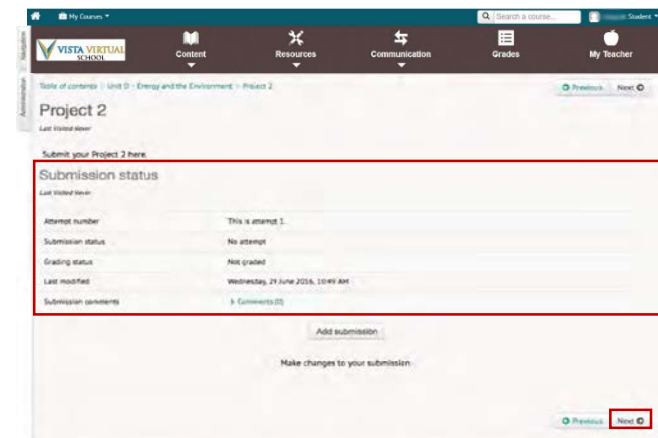 My Courses
Search a course...
Student
Navigation
Administration
VISTA VIRTUAL
SCHOOL
Content
Resources
Communication
Grades
My Teacher
Table of contents
Unit D - Energy and the Environment
Project 2
Previous
Next
Project 2
Last Visited Never
Submit your Project 2 here.
Submission status
Last Visited Never
Attempt number
This is attempt 1.
Submission status
No attempt
Grading status
Not graded
Last modified
Wednesday, 21 June 2016, 10:49 AM
Submission comments
Comments (0)
Add submission
Make changes to your submission
Previous
Next